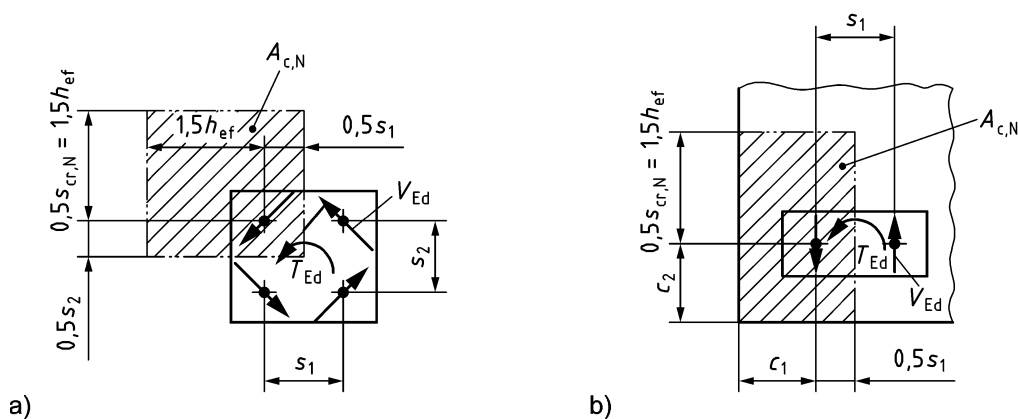 A_c,N
0,5s_cr,N = 1,5h_ef
1,5h_ef
0,5s_1
V_Ed
T_Ed
s_2
0,5s_2
s_1
a)
s_1
A_c,N
0,5s_cr,N = 1,5h_ef
T_Ed
V_Ed
c_2
c_1
0,5s_1
b)